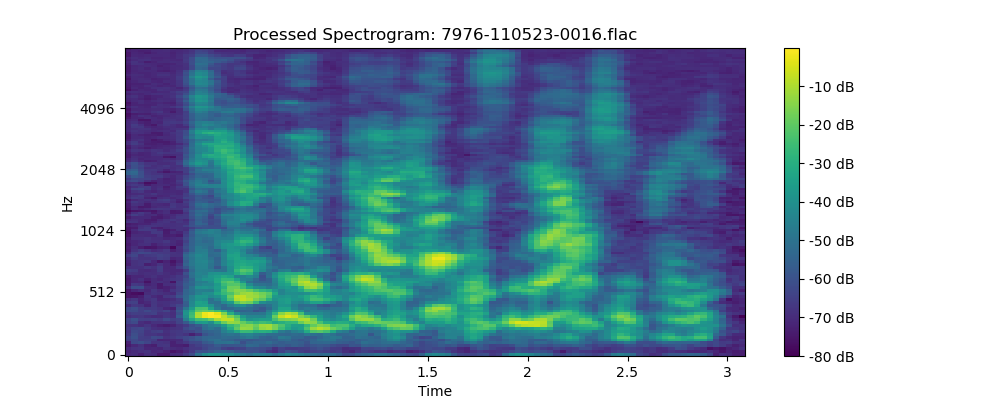 Processed Spectrogram: 7976-110523-0016.flac
Hz
4096
2048
1024
512
0
0 0.5 1 1.5 2 2.5 3
Time
-10 dB
-20 dB
-30 dB
-40 dB
-50 dB
-60 dB
-70 dB
-80 dB